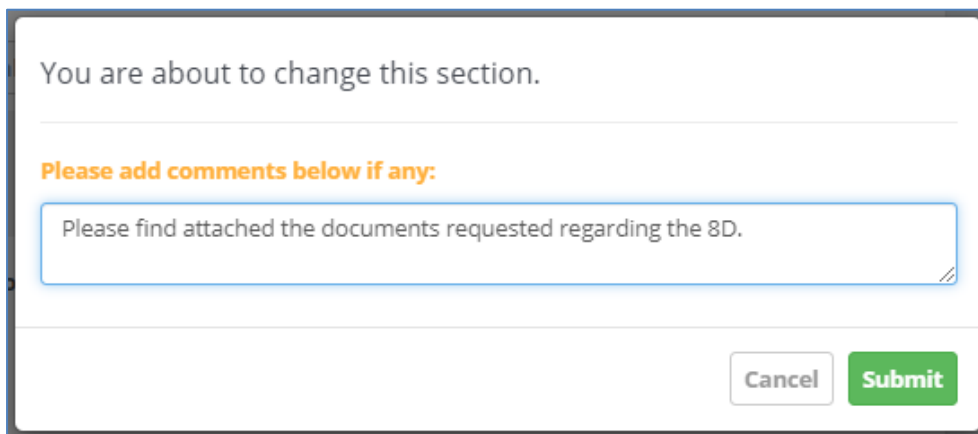 You are about to change this section.
Please add comments below if any:
Please find attached the documents requested regarding the 8D.
Cancel Submit